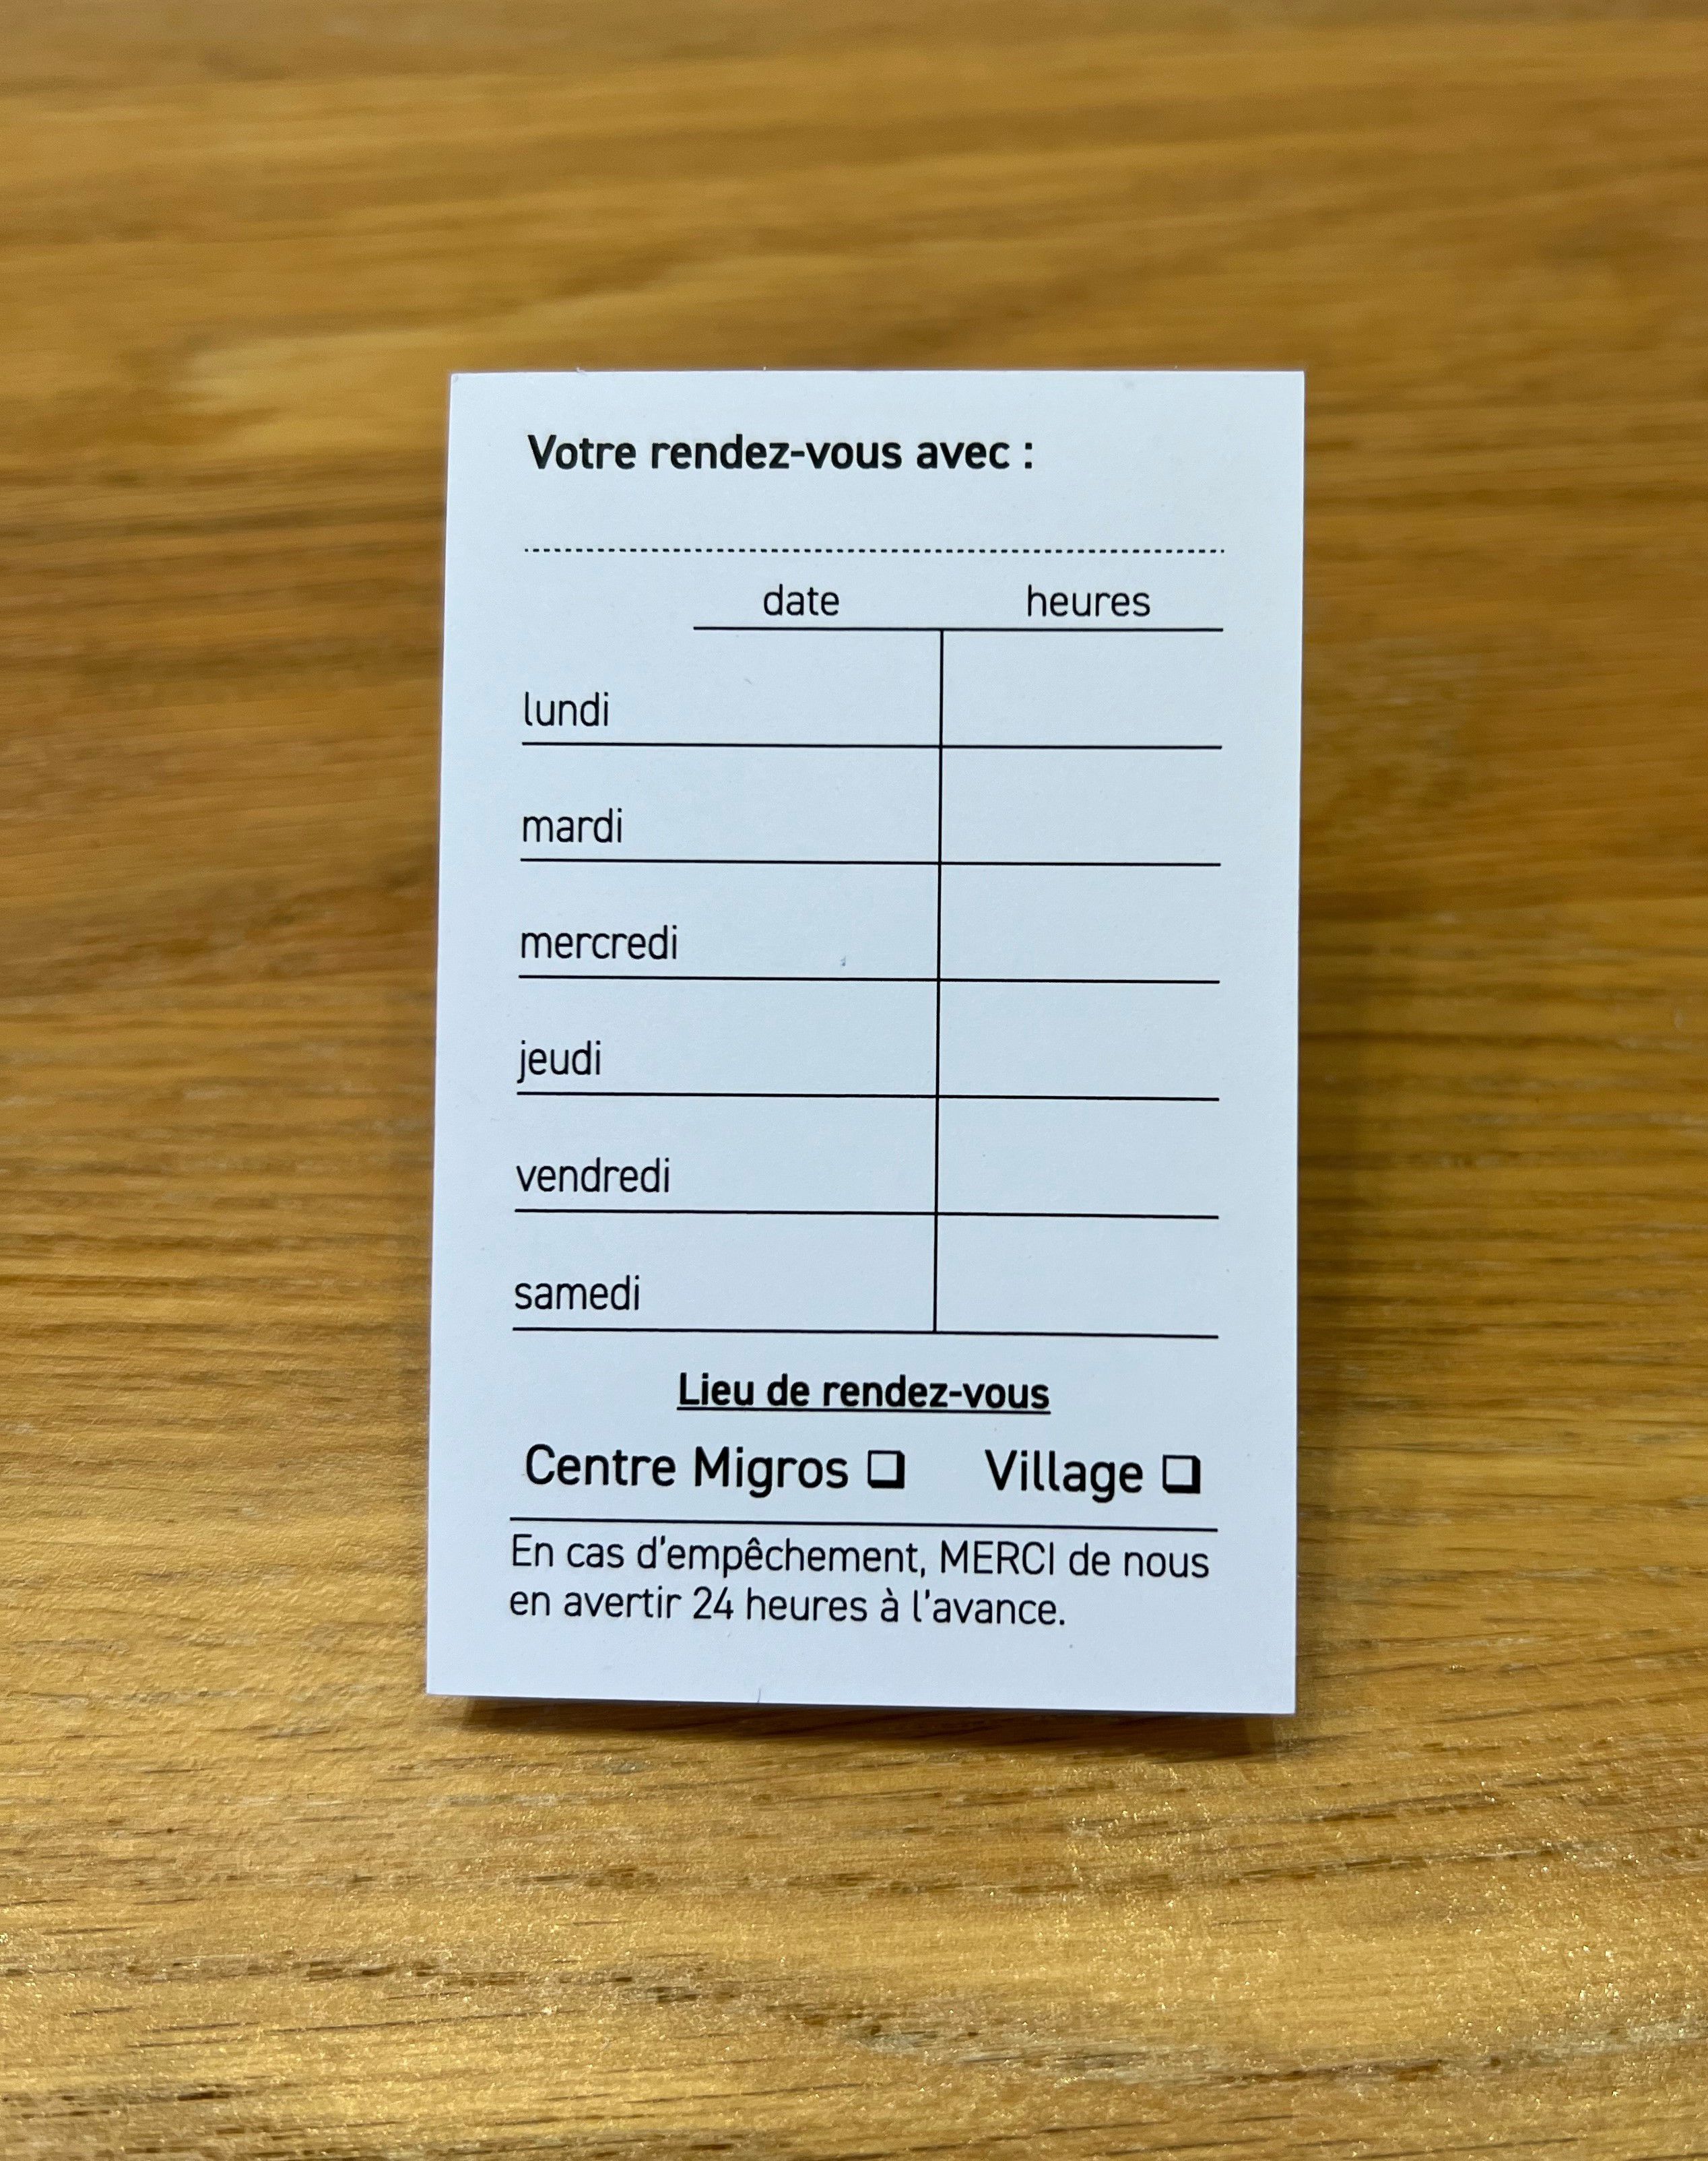 Votre rendez-vous avec :
date heures
lundi
mardi
mercredi
jeudi
vendredi
samedi
Lieu de rendez-vous
Centre Migros ❏ Village ❏
En cas d'empêchement, MERCI de nous
en avertir 24 heures à l'avance.